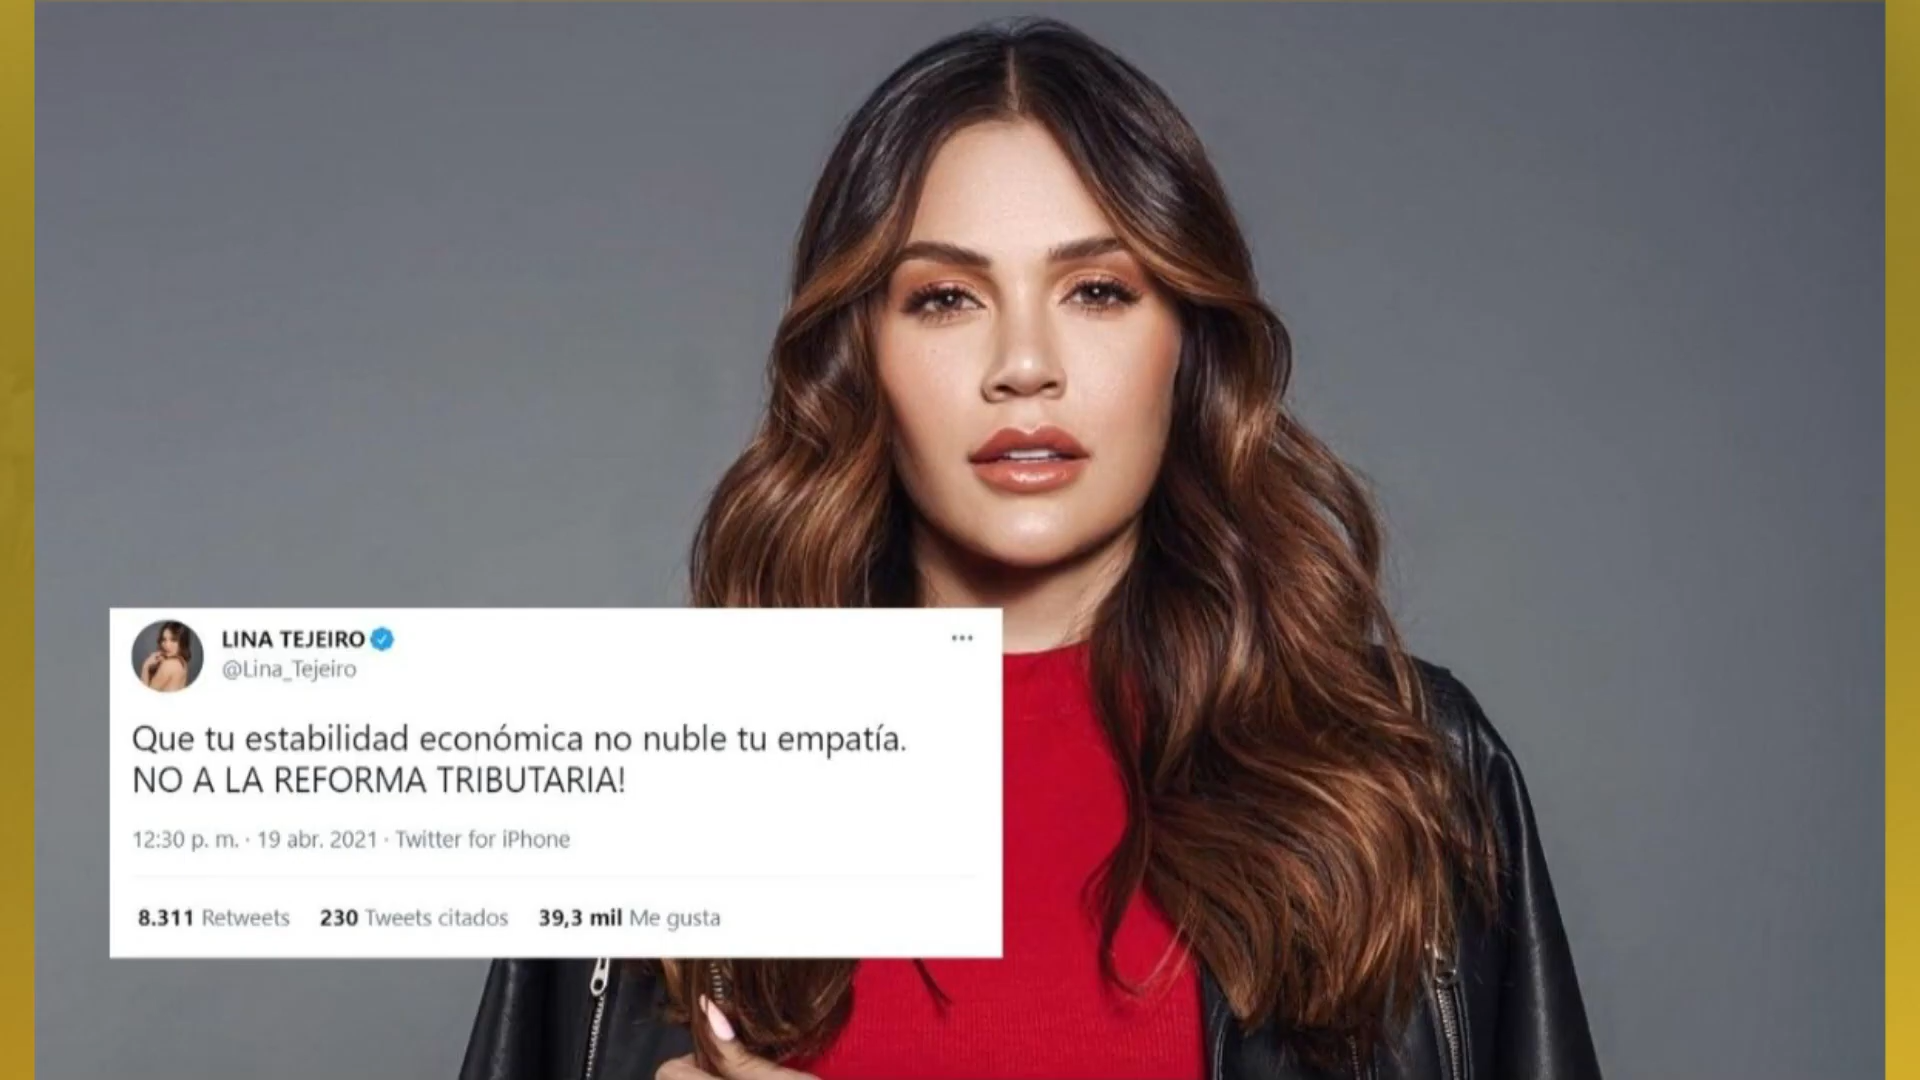 LINA TEJEIRO
@Lina_Tejeiro
Que tu estabilidad económica no nuble tu empatía.
NO A LA REFORMA TRIBUTARIA!
12:30 p. m. · 19 abr. 2021 · Twitter for iPhone
8.311 Retweets 230 Tweets citados 39,3 mil Me gusta